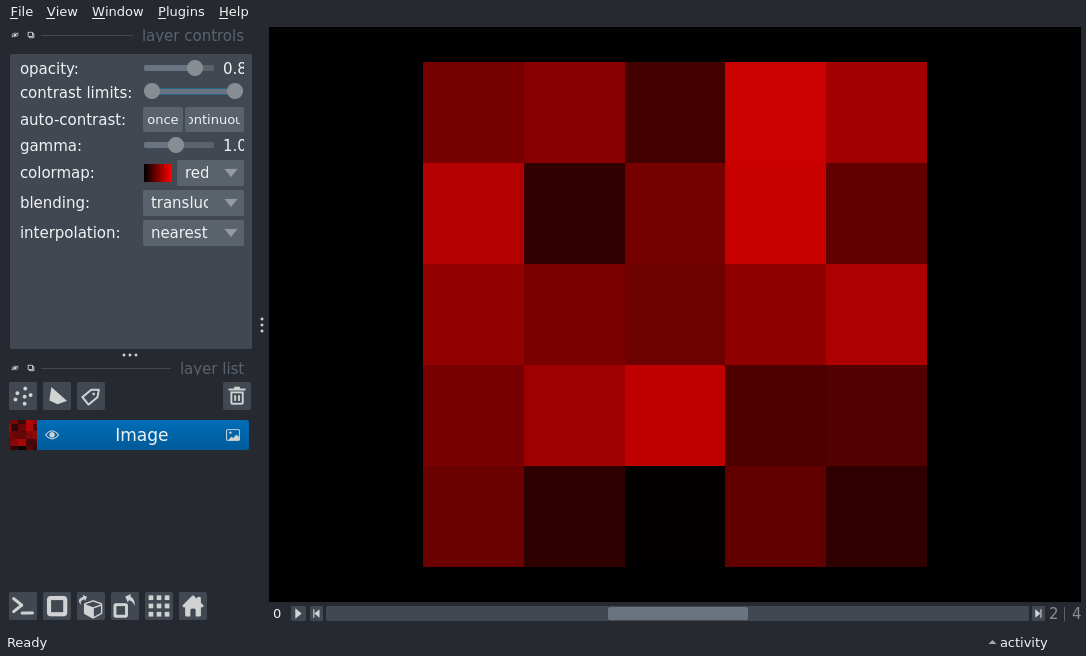 File View Window Plugins Help
layer controls
opacity: 0.8
contrast limits:
auto-contrast: once ontinuou
gamma: 1.0
colormap: red
blending: transluc
interpolation: nearest
layer list
Image
0 2 | 4
Ready activity